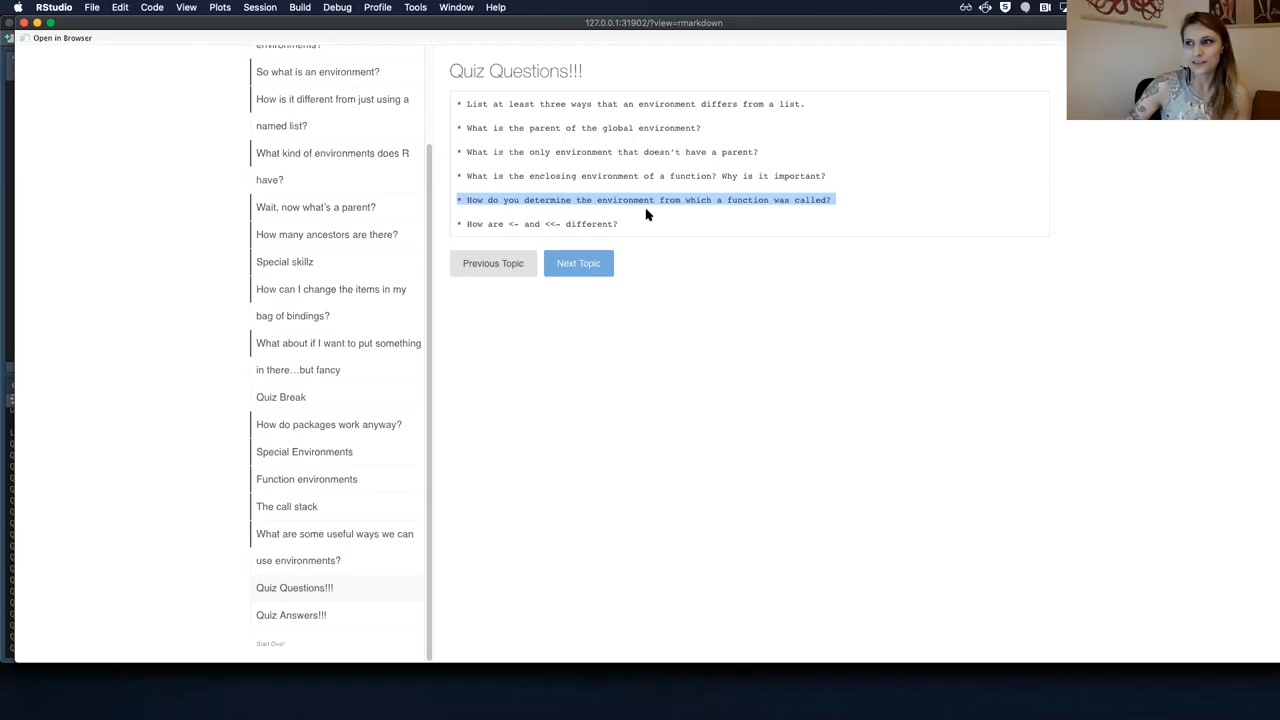 RStudio File Edit Code View Plots Session Build Debug Profile Tools Window Help
127.0.0.1:31902/?view=rmarkdown
Open in Browser
environments?
So what is an environment?
How is it different from just using a
named list?
What kind of environments does R
have?
Wait, now what's a parent?
How many ancestors are there?
Special skillz
How can I change the items in my
bag of bindings?
What about if I want to put something
in there...but fancy
Quiz Break
How do packages work anyway?
Special Environments
Function environments
The call stack
What are some useful ways we can
use environments?
Quiz Questions!!!
Quiz Answers!!!
Start Over
Quiz Questions!!!
* List at least three ways that an environment differs from a list.
* What is the parent of the global environment?
* What is the only environment that doesn't have a parent?
* What is the enclosing environment of a function? Why is it important?
* How do you determine the environment from which a function was called?
* How are <- and <<- different?
Previous Topic Next Topic